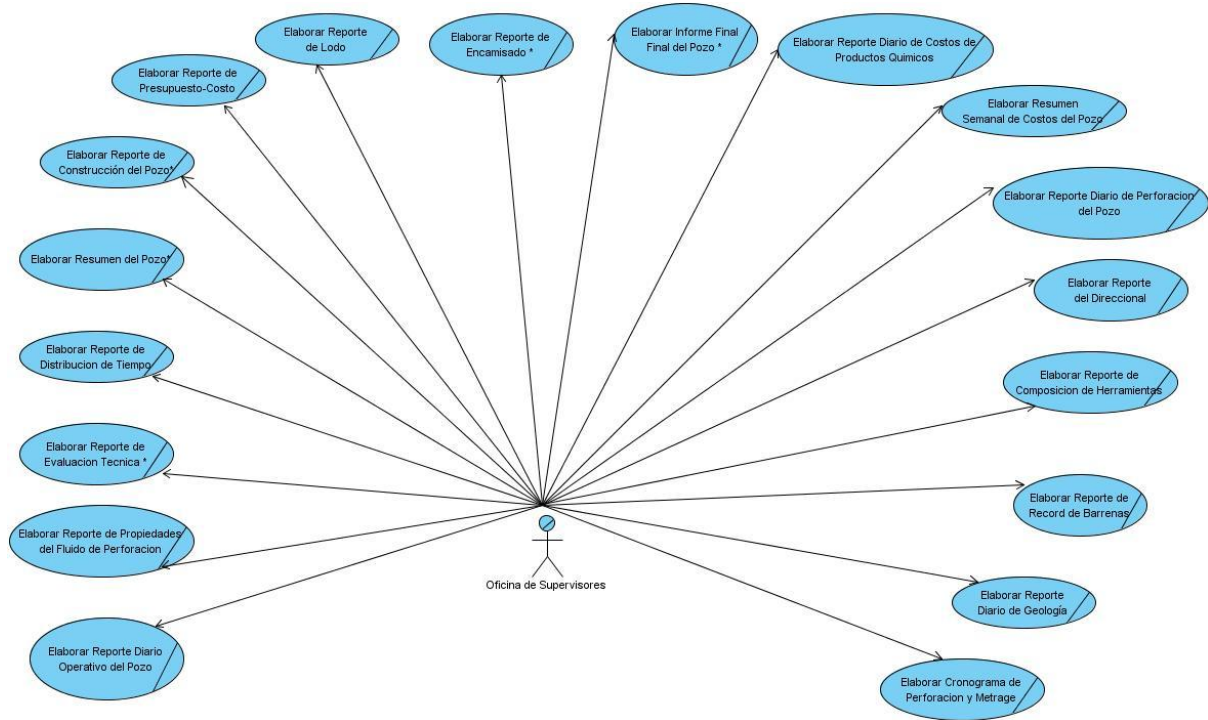 Elaborar Reporte
de Lodo
Elaborar Reporte de
Encamisado *
Elaborar Informe Final
Final del Pozo *
Elaborar Reporte Diario de Costos de
Productos Quimicos
Elaborar Reporte de
Presupuesto-Costo
Elaborar Resumen
Semanal de Costos del Pozo
Elaborar Reporte de
Construcción del Pozo*
Elaborar Reporte Diario de Perforacion
del Pozo
Elaborar Resumen del Pozo*
Elaborar Reporte
del Direccional
Elaborar Reporte de
Distribucion de Tiempo
Elaborar Reporte de
Composicion de Herramientas
Elaborar Reporte de
Evaluacion Tecnica *
Elaborar Reporte de
Record de Barrenas
Elaborar Reporte de Propiedades
del Fluido de Perforacion
Oficina de Supervisores
Elaborar Reporte
Diario de Geología
Elaborar Reporte Diario
Operativo del Pozo
Elaborar Cronograma de
Perforacion y Metrage